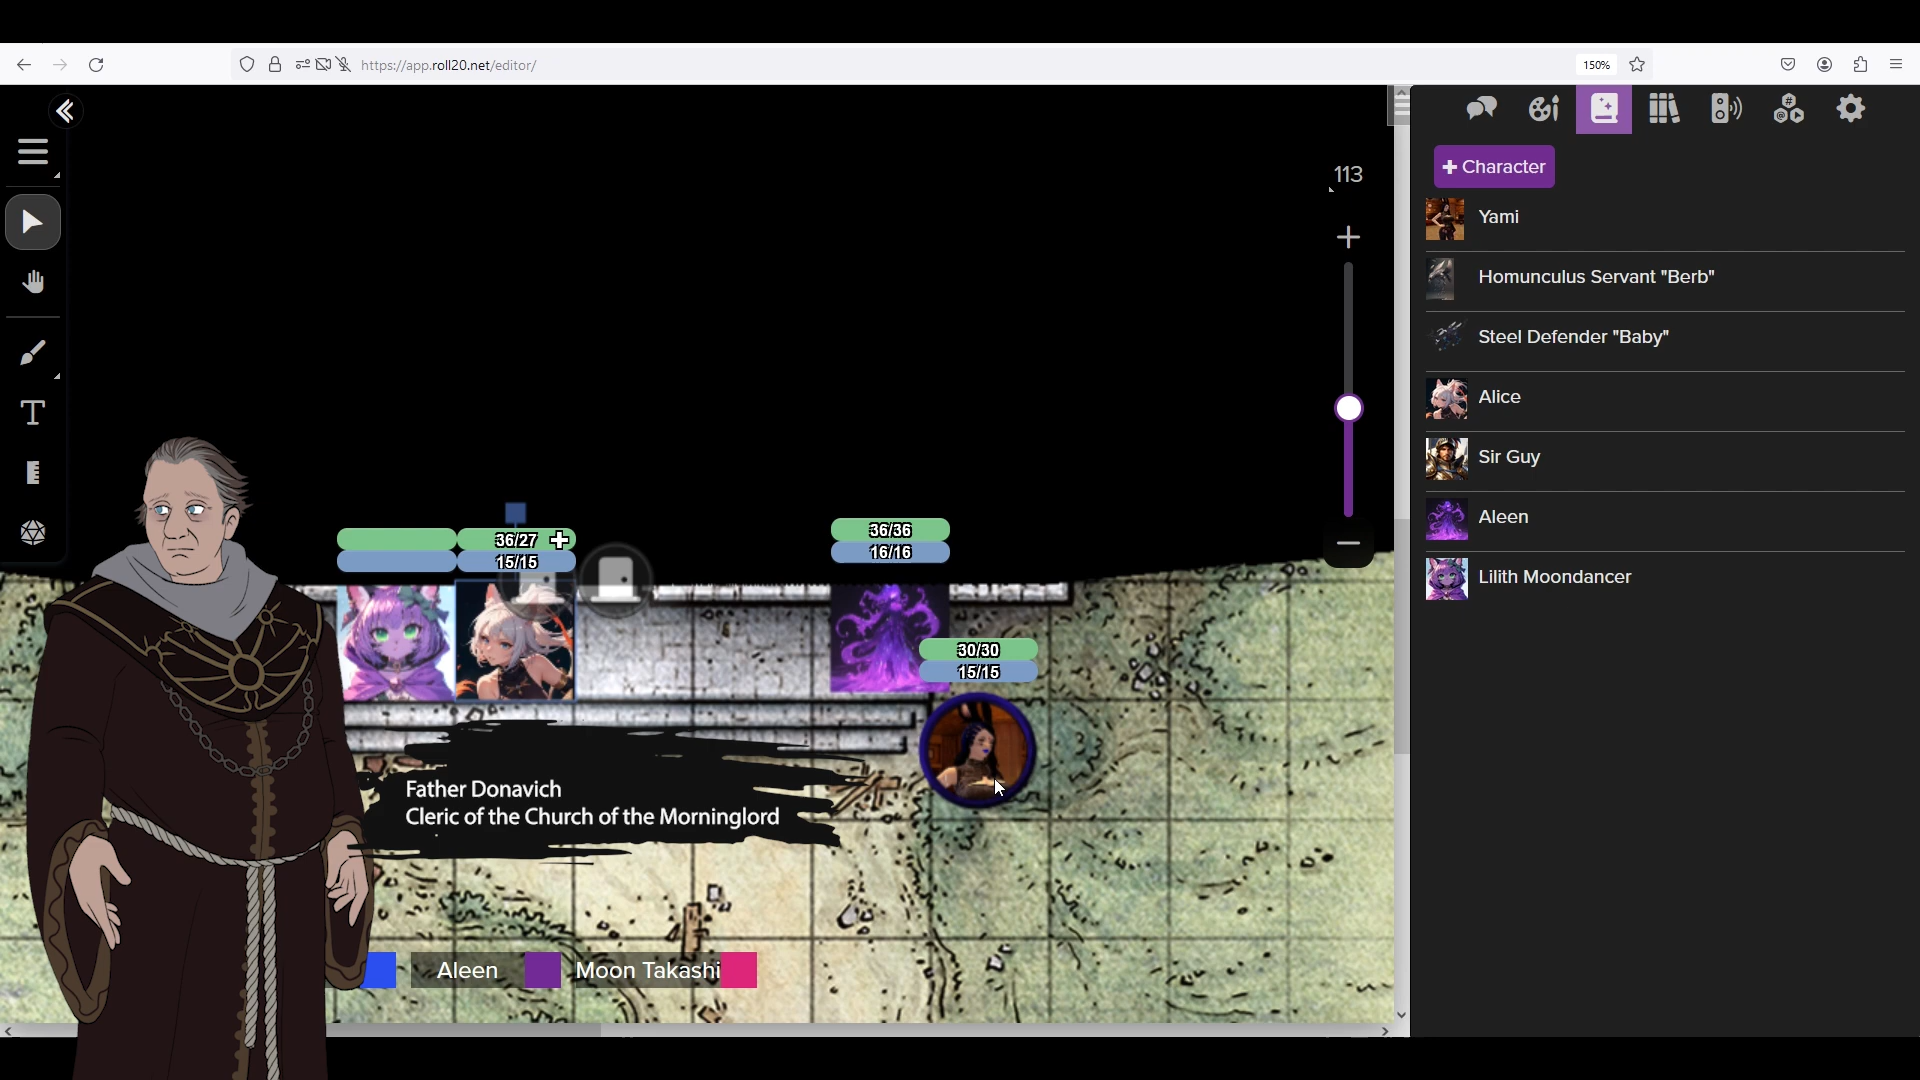 150%
https://app.roll20.net/editor/
113
+ Character
Yami
Homunculus Servant "Berb"
Steel Defender "Baby"
Alice
Sir Guy
Aleen
Lilith Moondancer
36/27
15/15
36/36
16/16
30/30
15/15
Father Donavich
Cleric of the Church of the Morninglord
Aleen
Moon Takashi